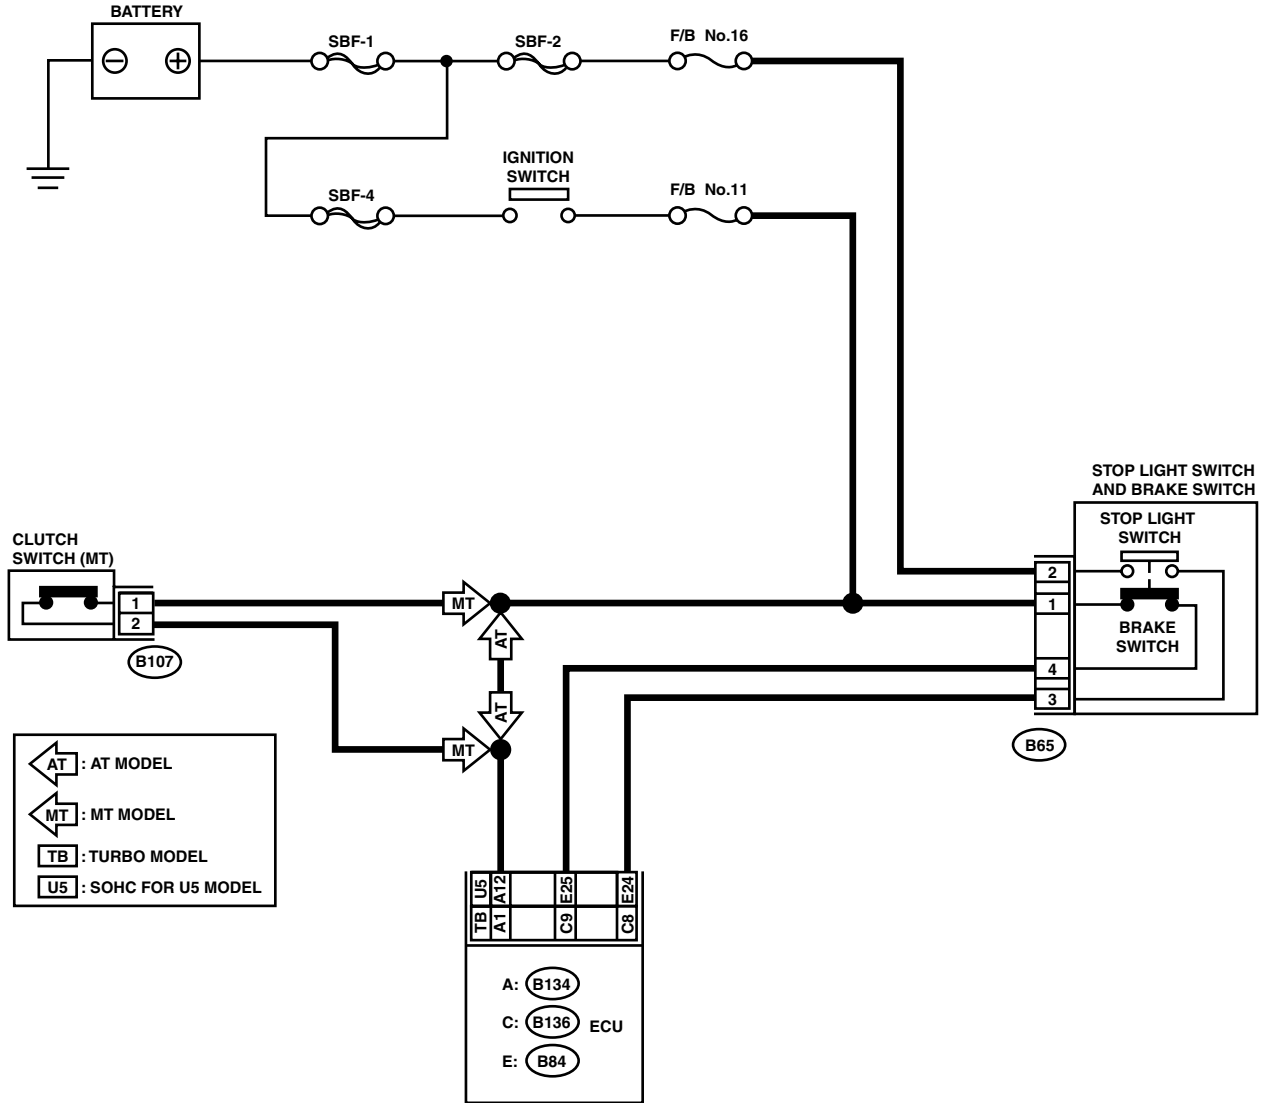 BATTERY
SBF-1
SBF-2
F/B No.16
IGNITION
SWITCH
SBF-4
F/B No.11
STOP LIGHT SWITCH
AND BRAKE SWITCH
STOP LIGHT
SWITCH
CLUTCH
SWITCH (MT)
2
1
BRAKE
SWITCH
4
3
B65
1
2
B107
MT
AT
AT
MT
AT : AT MODEL
MT : MT MODEL
TB : TURBO MODEL
U5 : SOHC FOR U5 MODEL
U5 A12 E25 E24
TB A1 C9 C8
A: B134
C: B136
ECU
E: B84